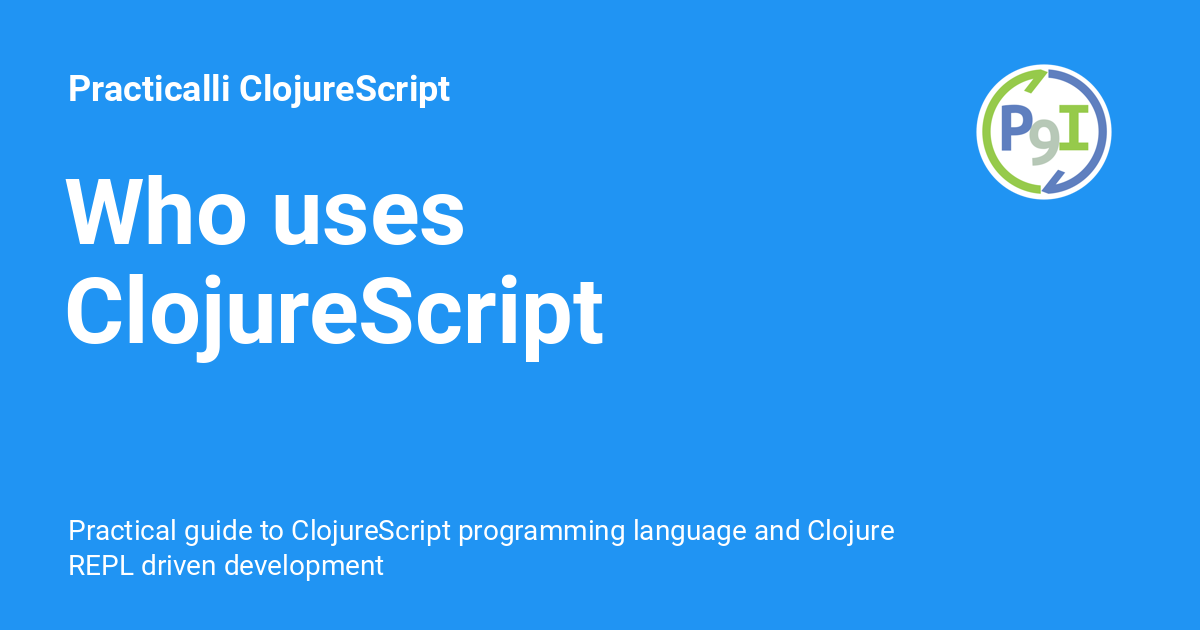 Practicalli ClojureScript
P9I
Who uses
ClojureScript
Practical guide to ClojureScript programming language and Clojure
REPL driven development